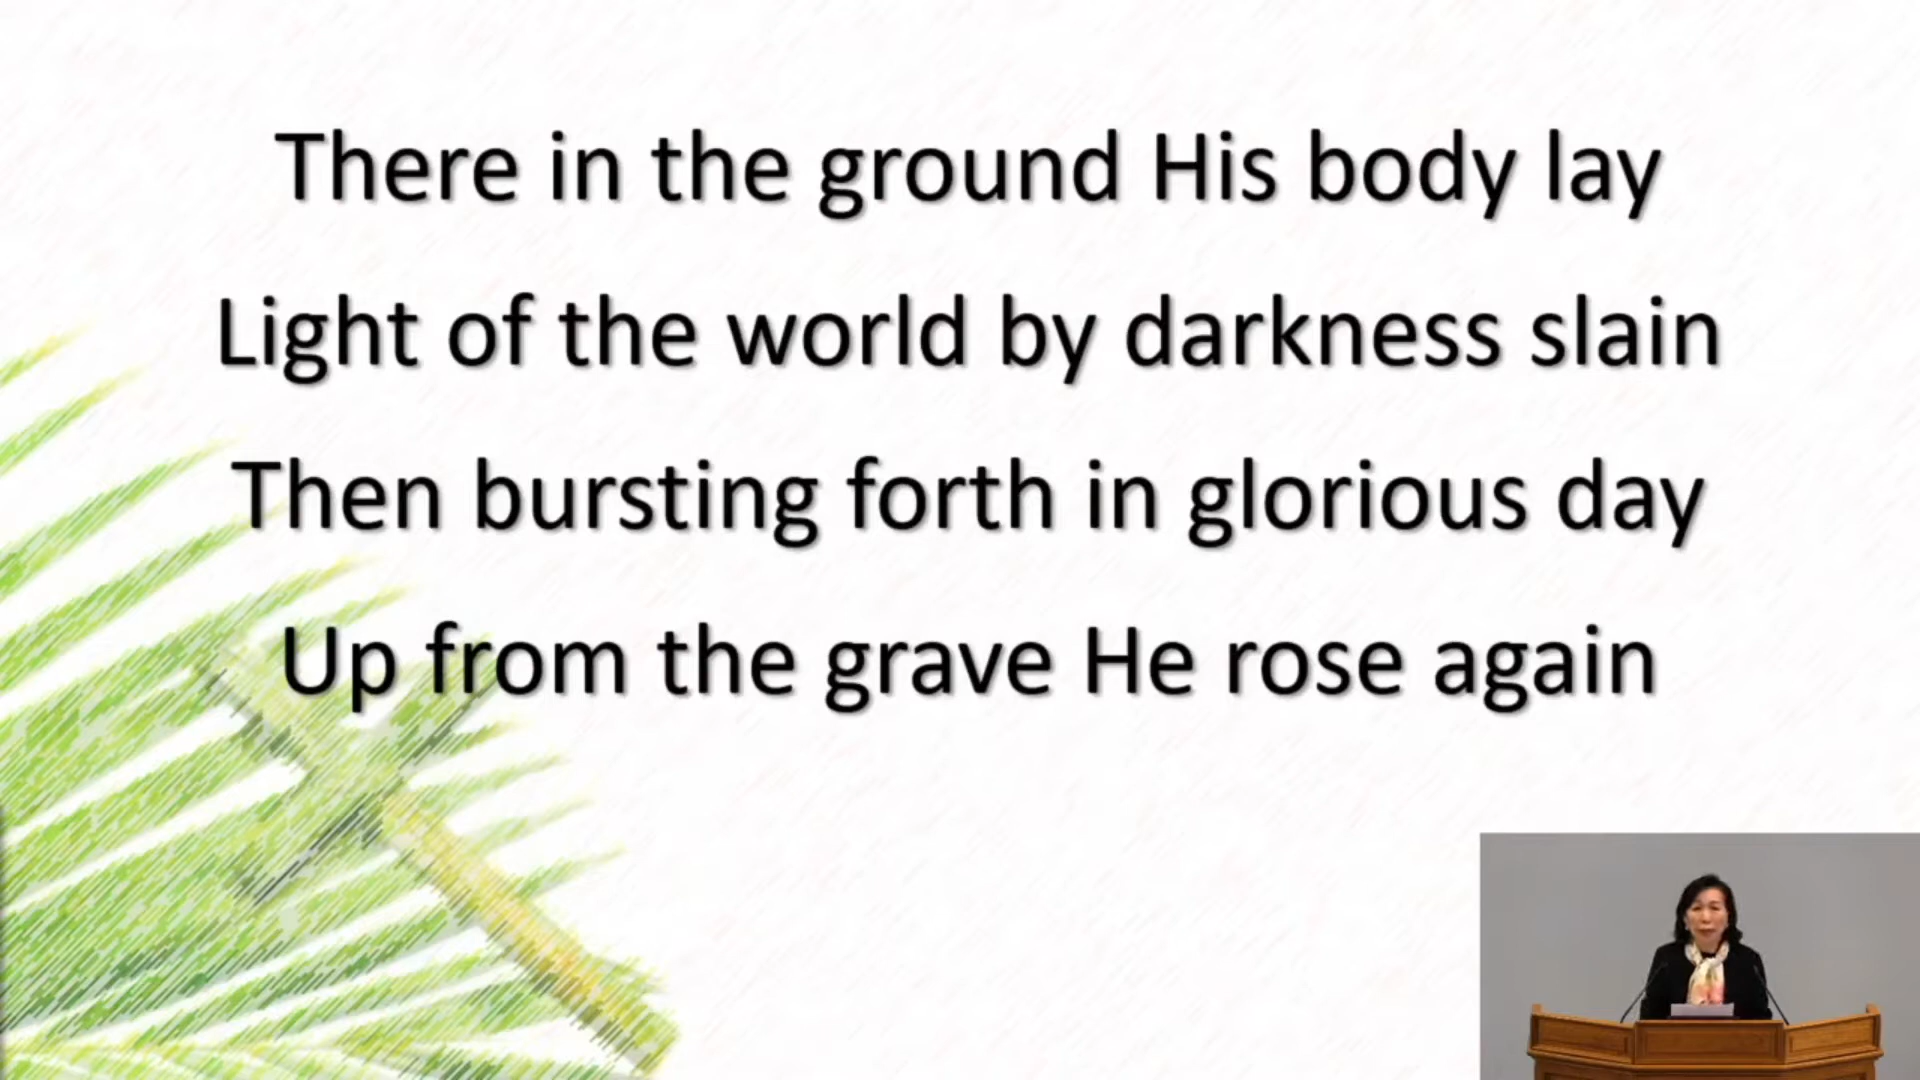 There in the ground His body lay
Light of the world by darkness slain
Then bursting forth in glorious day
Up from the grave He rose again